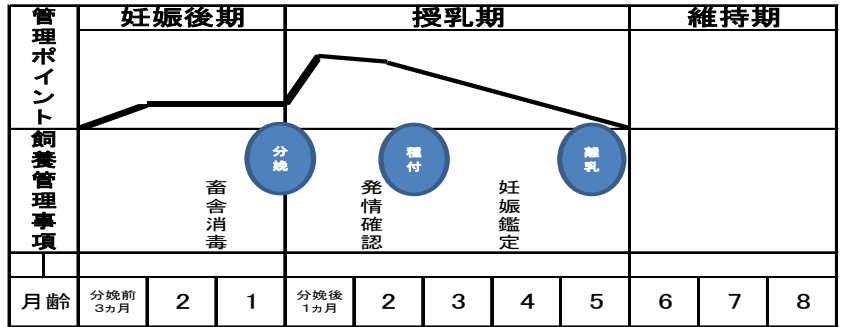 管理ポイント
妊娠後期
授乳期
維持期
飼養管理事項
分娩
種付
離乳
畜舎消毒
発情確認
妊娠鑑定
月齢
分娩前
3ヵ月
2
1
分娩後
1ヵ月
2
3
4
5
6
7
8